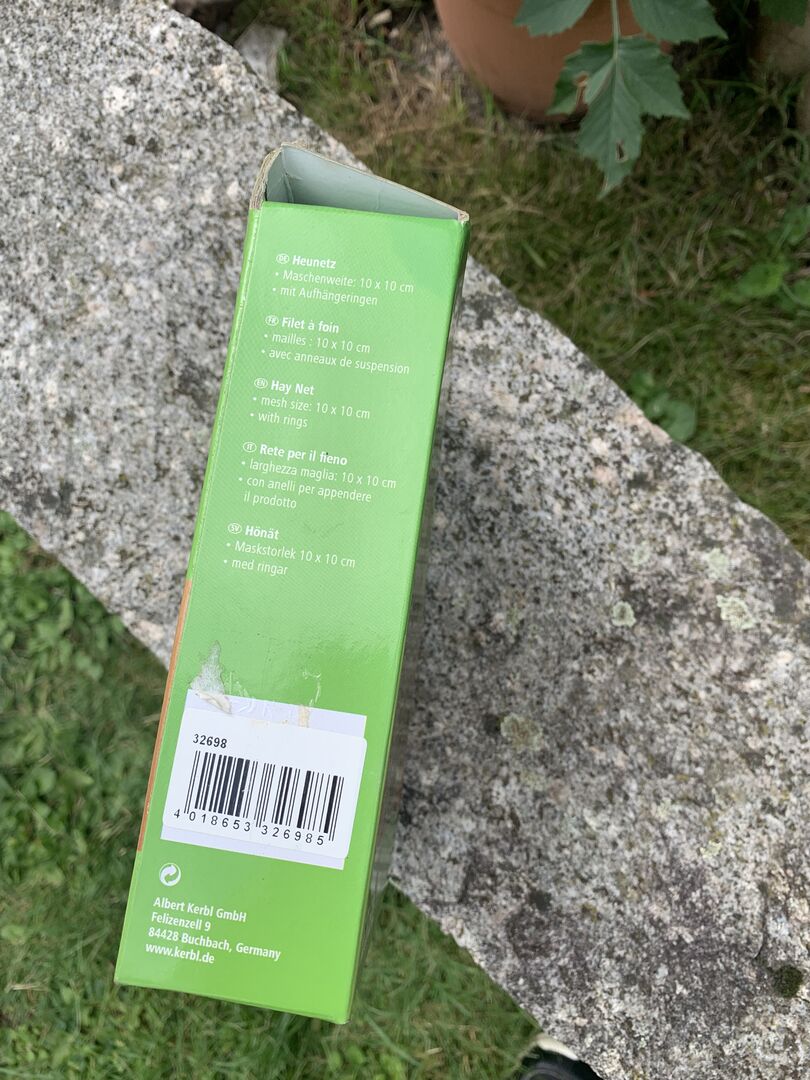 DE Heunetz
• Maschenweite: 10 x 10 cm
• mit Aufhängeringen
FR Filet à foin
• mailles : 10 x 10 cm
• avec anneaux de suspension
EN Hay Net
• mesh size: 10 x 10 cm
• with rings
IT Rete per il fieno
• larghezza maglia: 10 x 10 cm
• con anelli per appendere
il prodotto
SV Hönät
• Maskstorlek 10 x 10 cm
• med ringar
32698
4 018653 326985
Albert Kerbl GmbH
Felizenzell 9
84428 Buchbach, Germany
www.kerbl.de